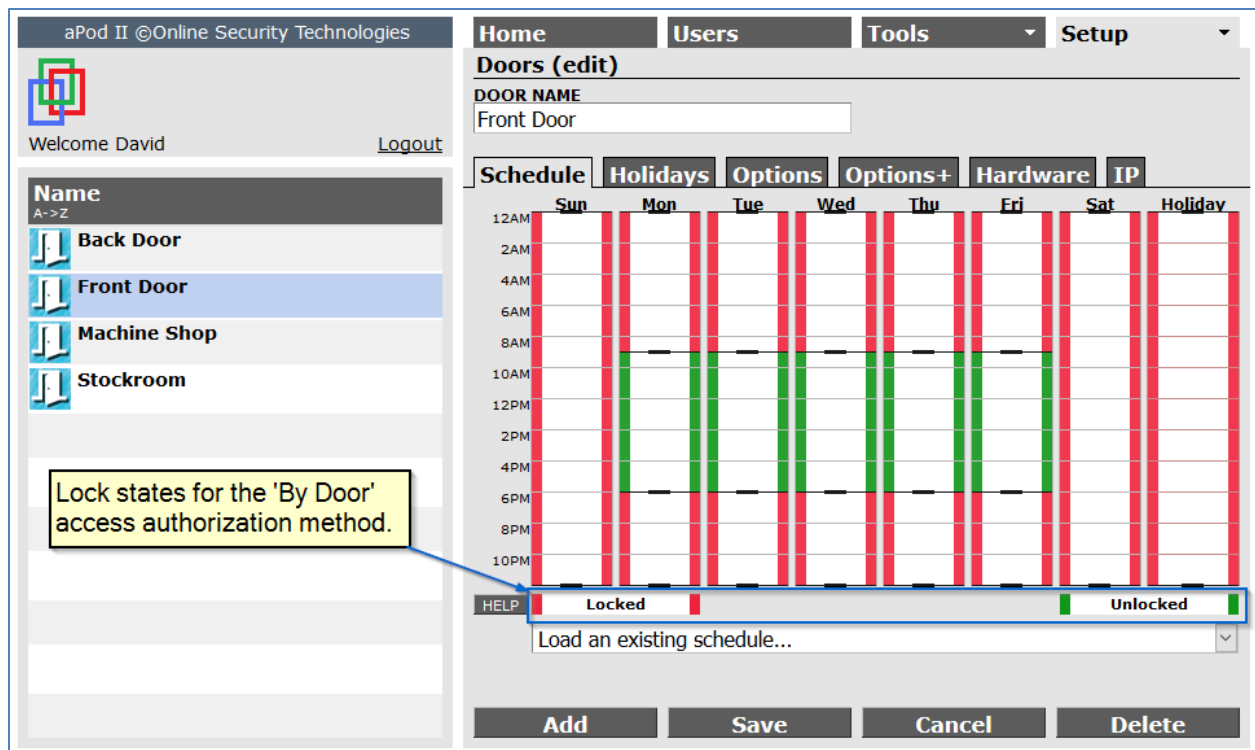 aPod II ©Online Security Technologies
Welcome David
Logout
Name
A->Z
Back Door
Front Door
Machine Shop
Stockroom
Lock states for the 'By Door'
access authorization method.
Home
Users
Tools
Setup
Doors (edit)
DOOR NAME
Front Door
Schedule
Holidays
Options
Options+
Hardware
IP
Sun Mon Tue Wed Thu Fri Sat Holiday
12AM
2AM
4AM
6AM
8AM
10AM
12PM
2PM
4PM
6PM
8PM
10PM
HELP
Locked
Unlocked
Load an existing schedule...
Add
Save
Cancel
Delete